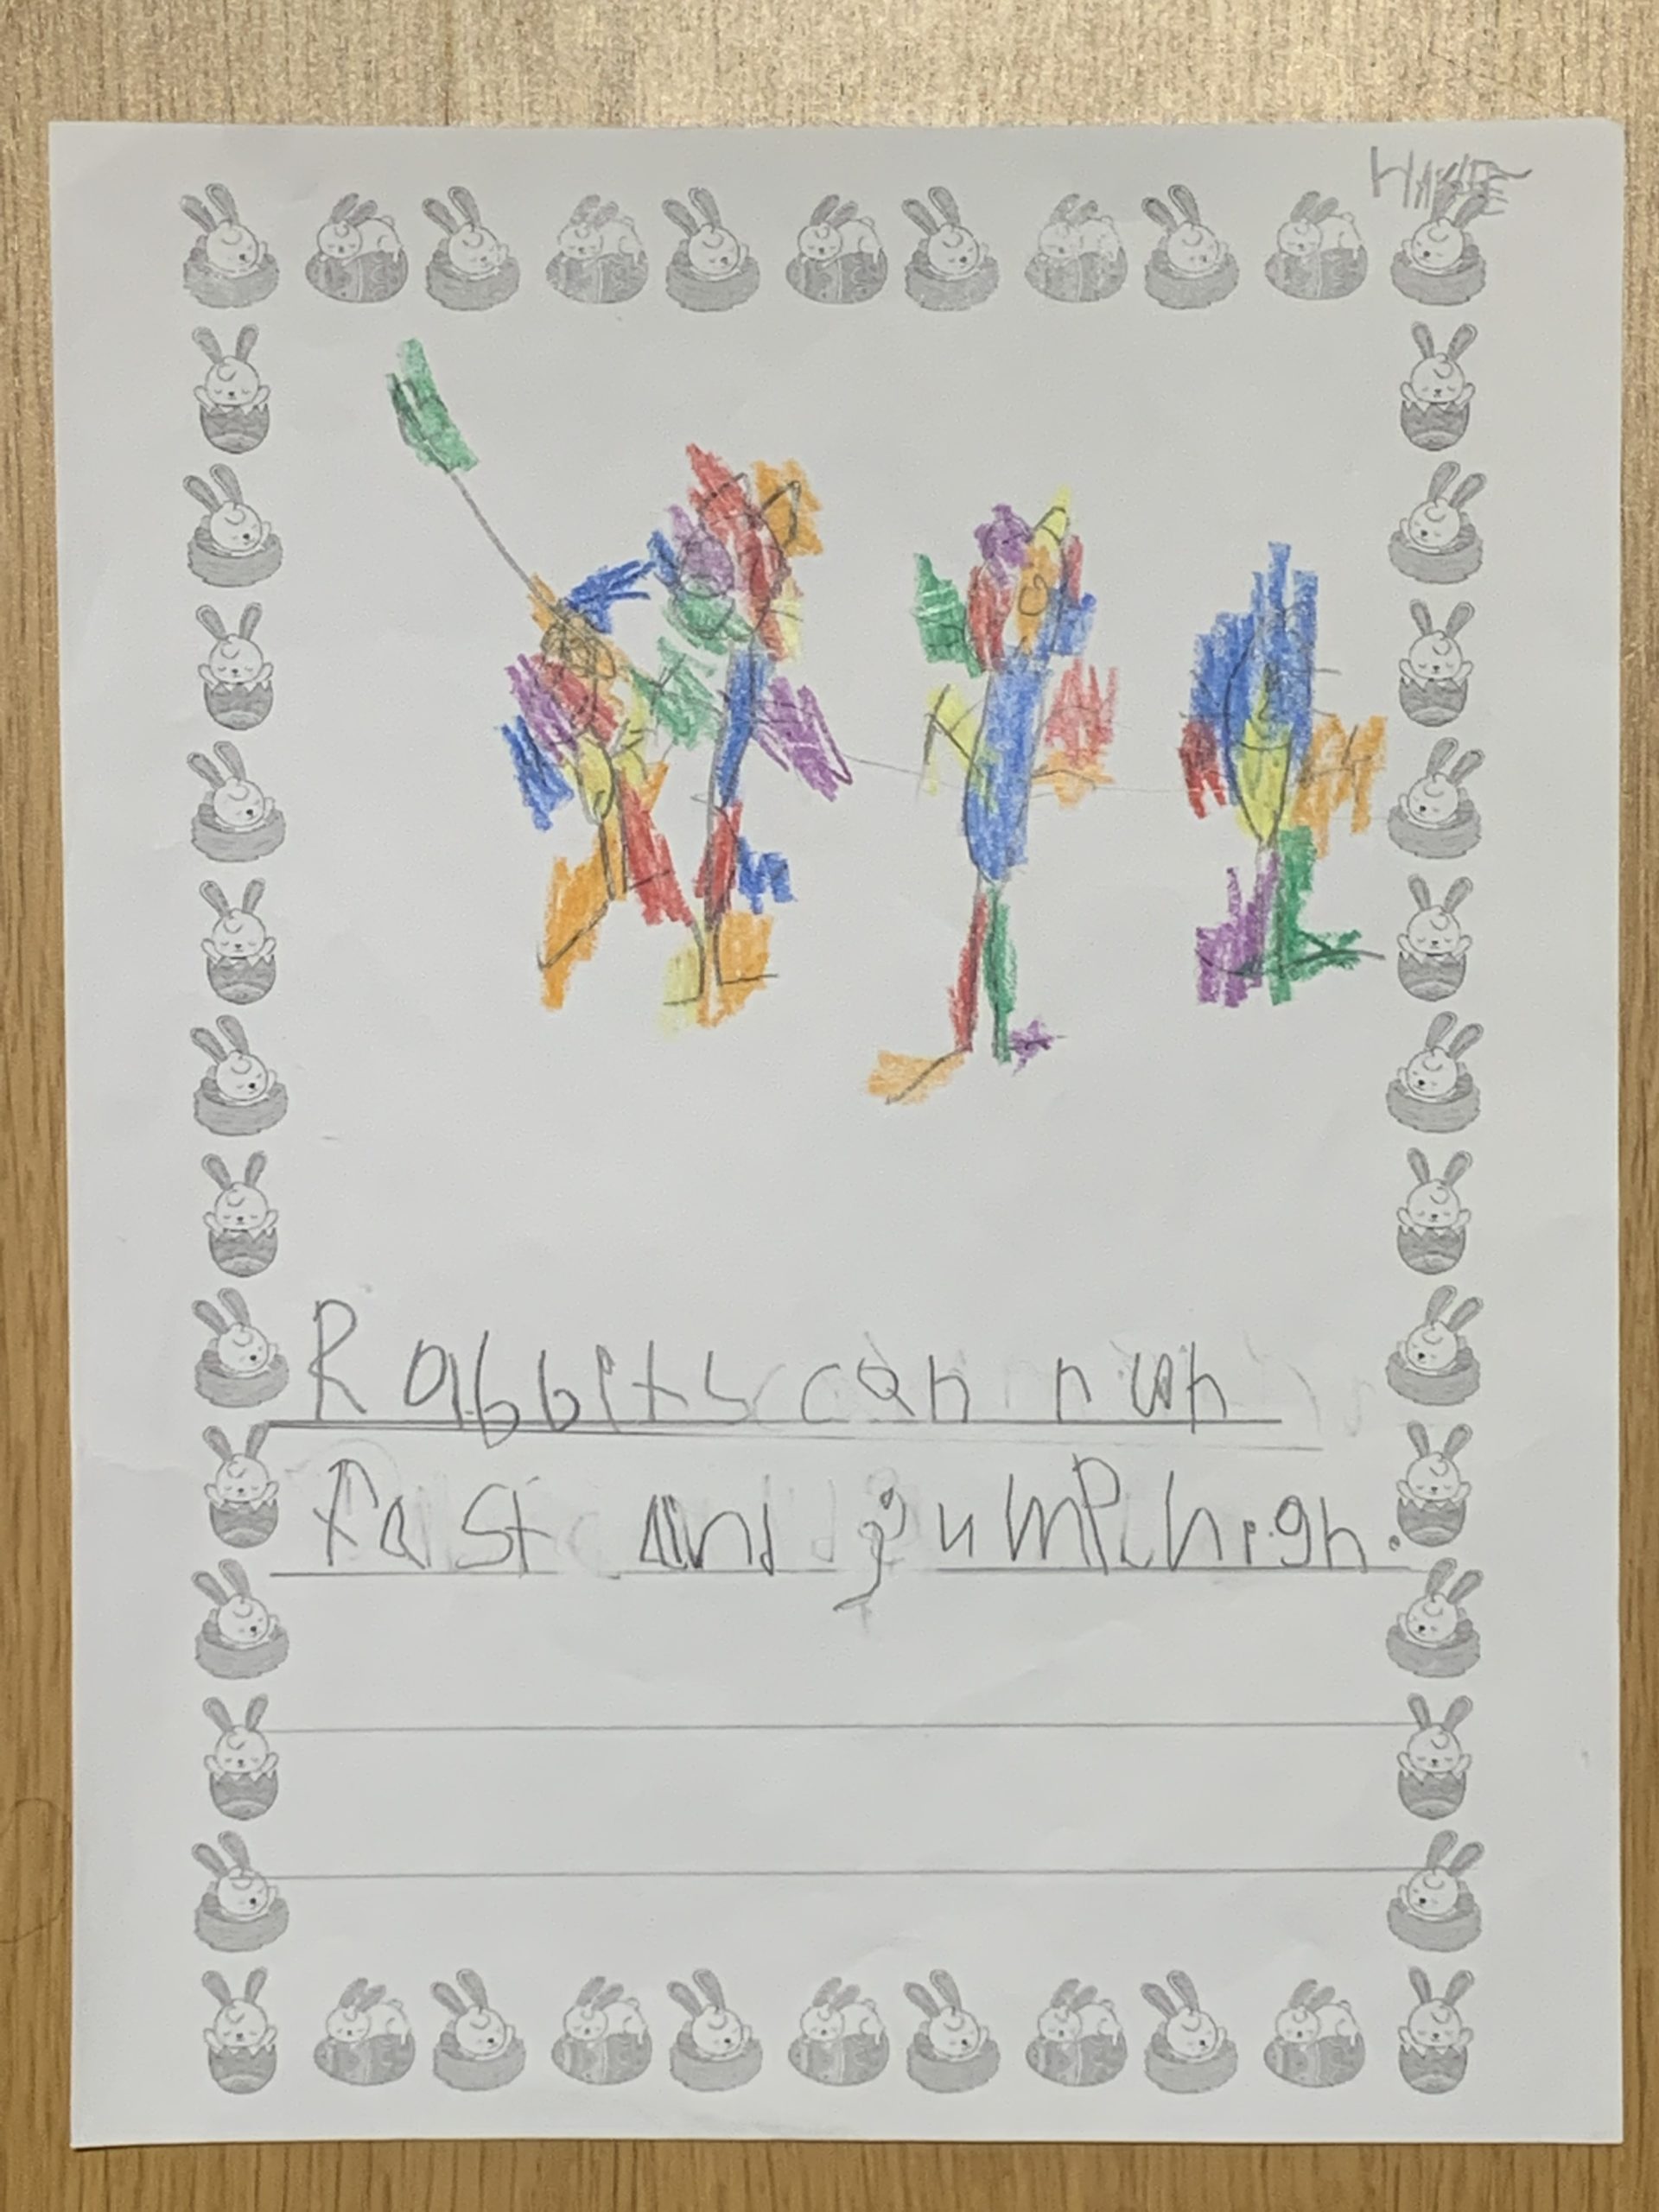 Rabbits can run
fast and jump high.